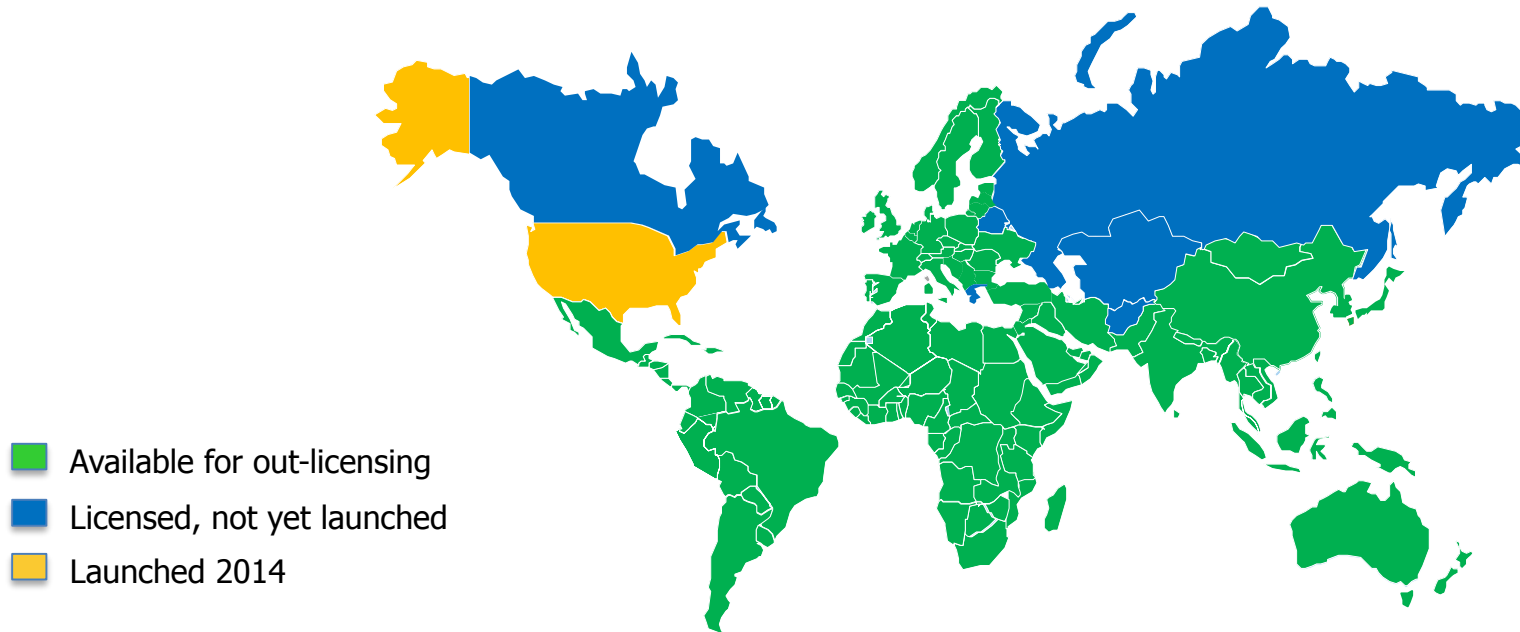 Available for out-licensing
Licensed, not yet launched
Launched 2014